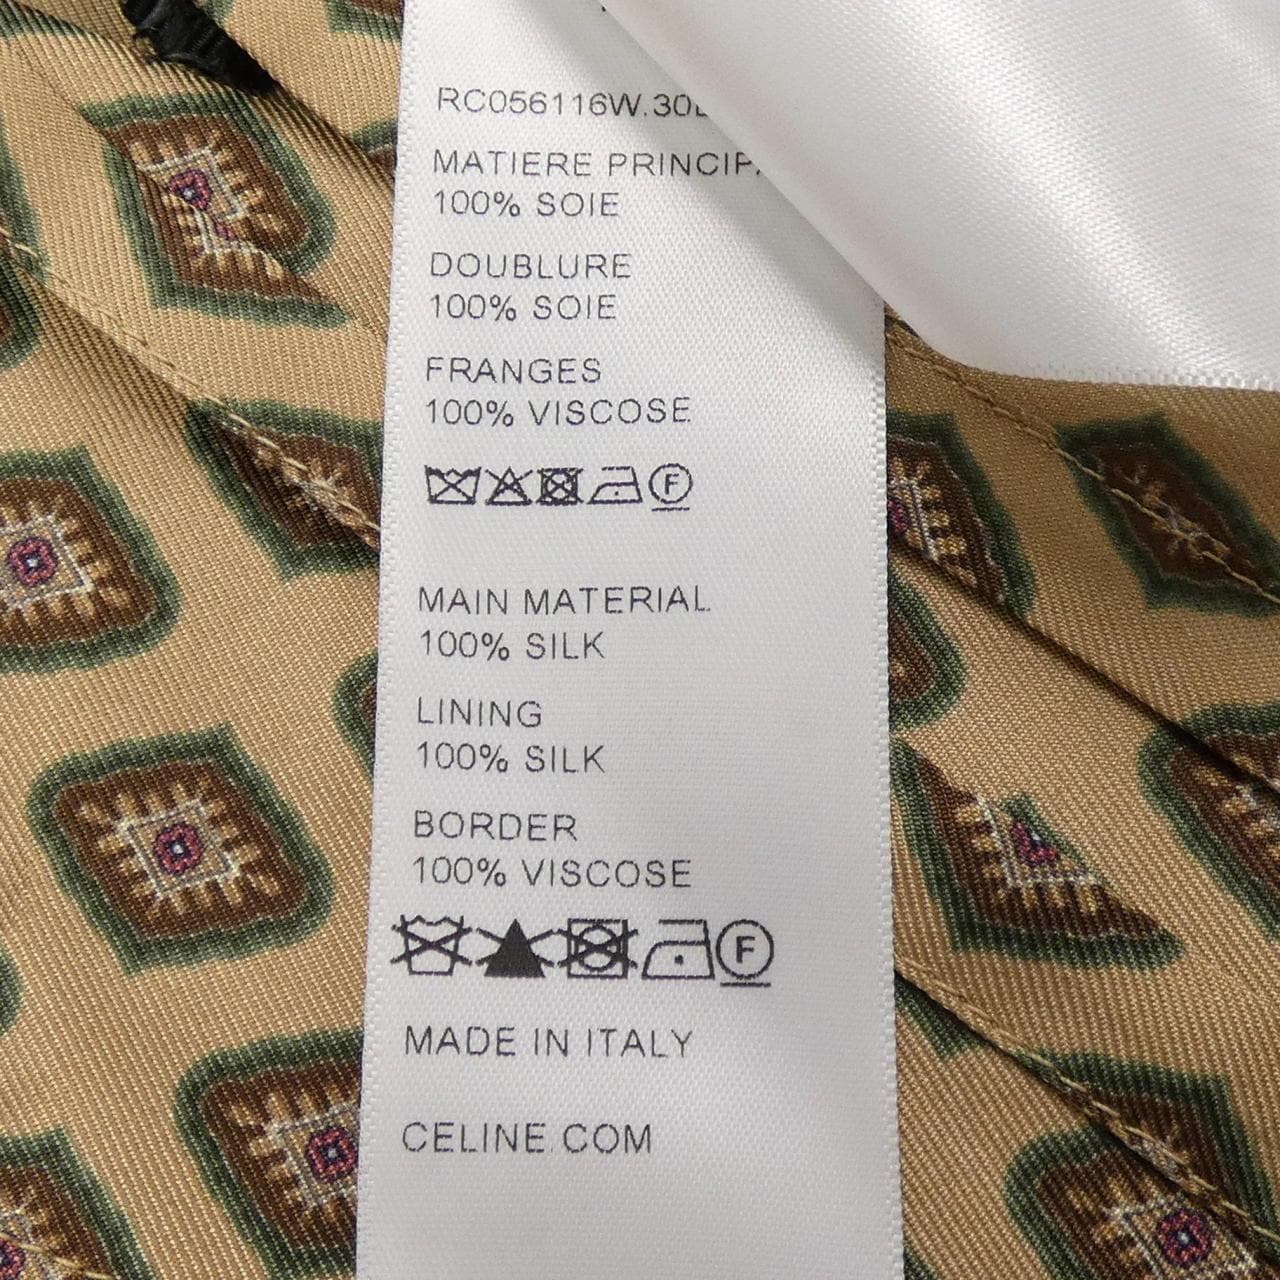 RC056116W.30
MATIERE
100% SOIE
DOUBLURE
100% SOIE
FRANGES
100% VISCOSE
F
MAIN MATERIAL
100% SILK
LINING
100% SILK
BORDER
100% VISCOSE
F
MADE IN ITALY
CELINE.COM